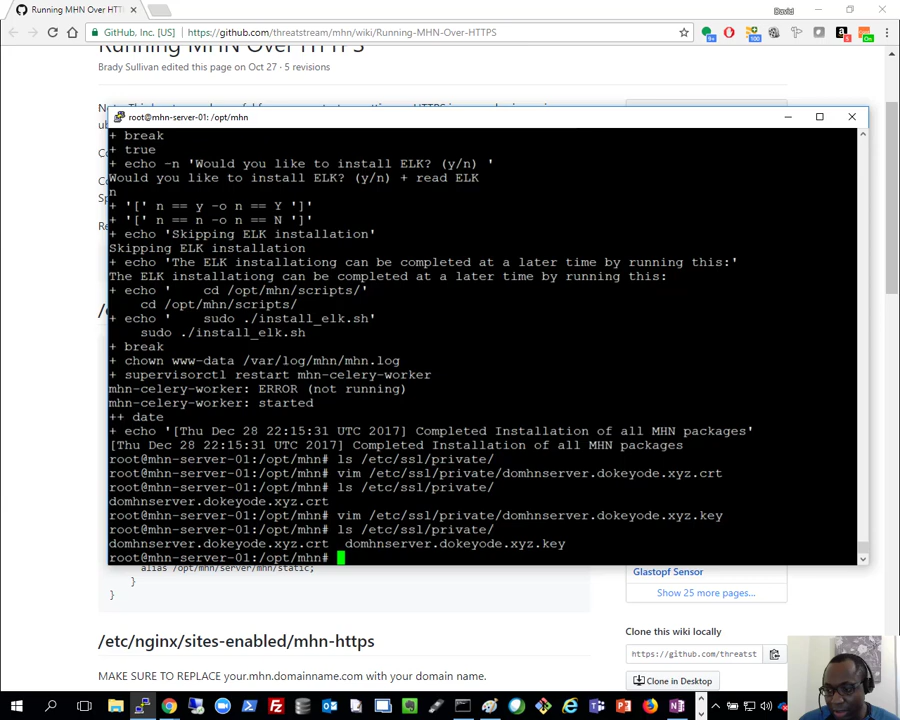 Running MHN Over HTT
David
GitHub, Inc. [US]
https://github.com/threatstream/mhn/wiki/Running-MHN-Over-HTTPS
Running MHN Over HTTPS
Brady Sullivan edited this page on Oct 27 · 5 revisions
root@mhn-server-01: /opt/mhn
+ break
+ true
+ echo -n 'Would you like to install ELK? (y/n) '
Would you like to install ELK? (y/n) + read ELK
n
+ '[' n == y -o n == Y ']'
+ '[' n == n -o n == N ']'
+ echo 'Skipping ELK installation'
Skipping ELK installation
+ echo 'The ELK installationg can be completed at a later time by running this:'
The ELK installationg can be completed at a later time by running this:
+ echo '    cd /opt/mhn/scripts/'
    cd /opt/mhn/scripts/
+ echo '    sudo ./install_elk.sh'
    sudo ./install_elk.sh
+ break
+ chown www-data /var/log/mhn/mhn.log
+ supervisorctl restart mhn-celery-worker
mhn-celery-worker: ERROR (not running)
mhn-celery-worker: started
++ date
+ echo '[Thu Dec 28 22:15:31 UTC 2017] Completed Installation of all MHN packages'
[Thu Dec 28 22:15:31 UTC 2017] Completed Installation of all MHN packages
root@mhn-server-01:/opt/mhn# ls /etc/ssl/private/
root@mhn-server-01:/opt/mhn# vim /etc/ssl/private/domhnserver.dokeyode.xyz.crt
root@mhn-server-01:/opt/mhn# ls /etc/ssl/private/
domhnserver.dokeyode.xyz.crt
root@mhn-server-01:/opt/mhn# vim /etc/ssl/private/domhnserver.dokeyode.xyz.key
root@mhn-server-01:/opt/mhn# ls /etc/ssl/private/
domhnserver.dokeyode.xyz.crt  domhnserver.dokeyode.xyz.key
root@mhn-server-01:/opt/mhn#
alias /opt/mhn/server/mhn/static;
}
}
Glastopf Sensor
Show 25 more pages...
/etc/nginx/sites-enabled/mhn-https
MAKE SURE TO REPLACE your.mhn.domainname.com with your domain name.
Clone this wiki locally
https://github.com/threatst
Clone in Desktop